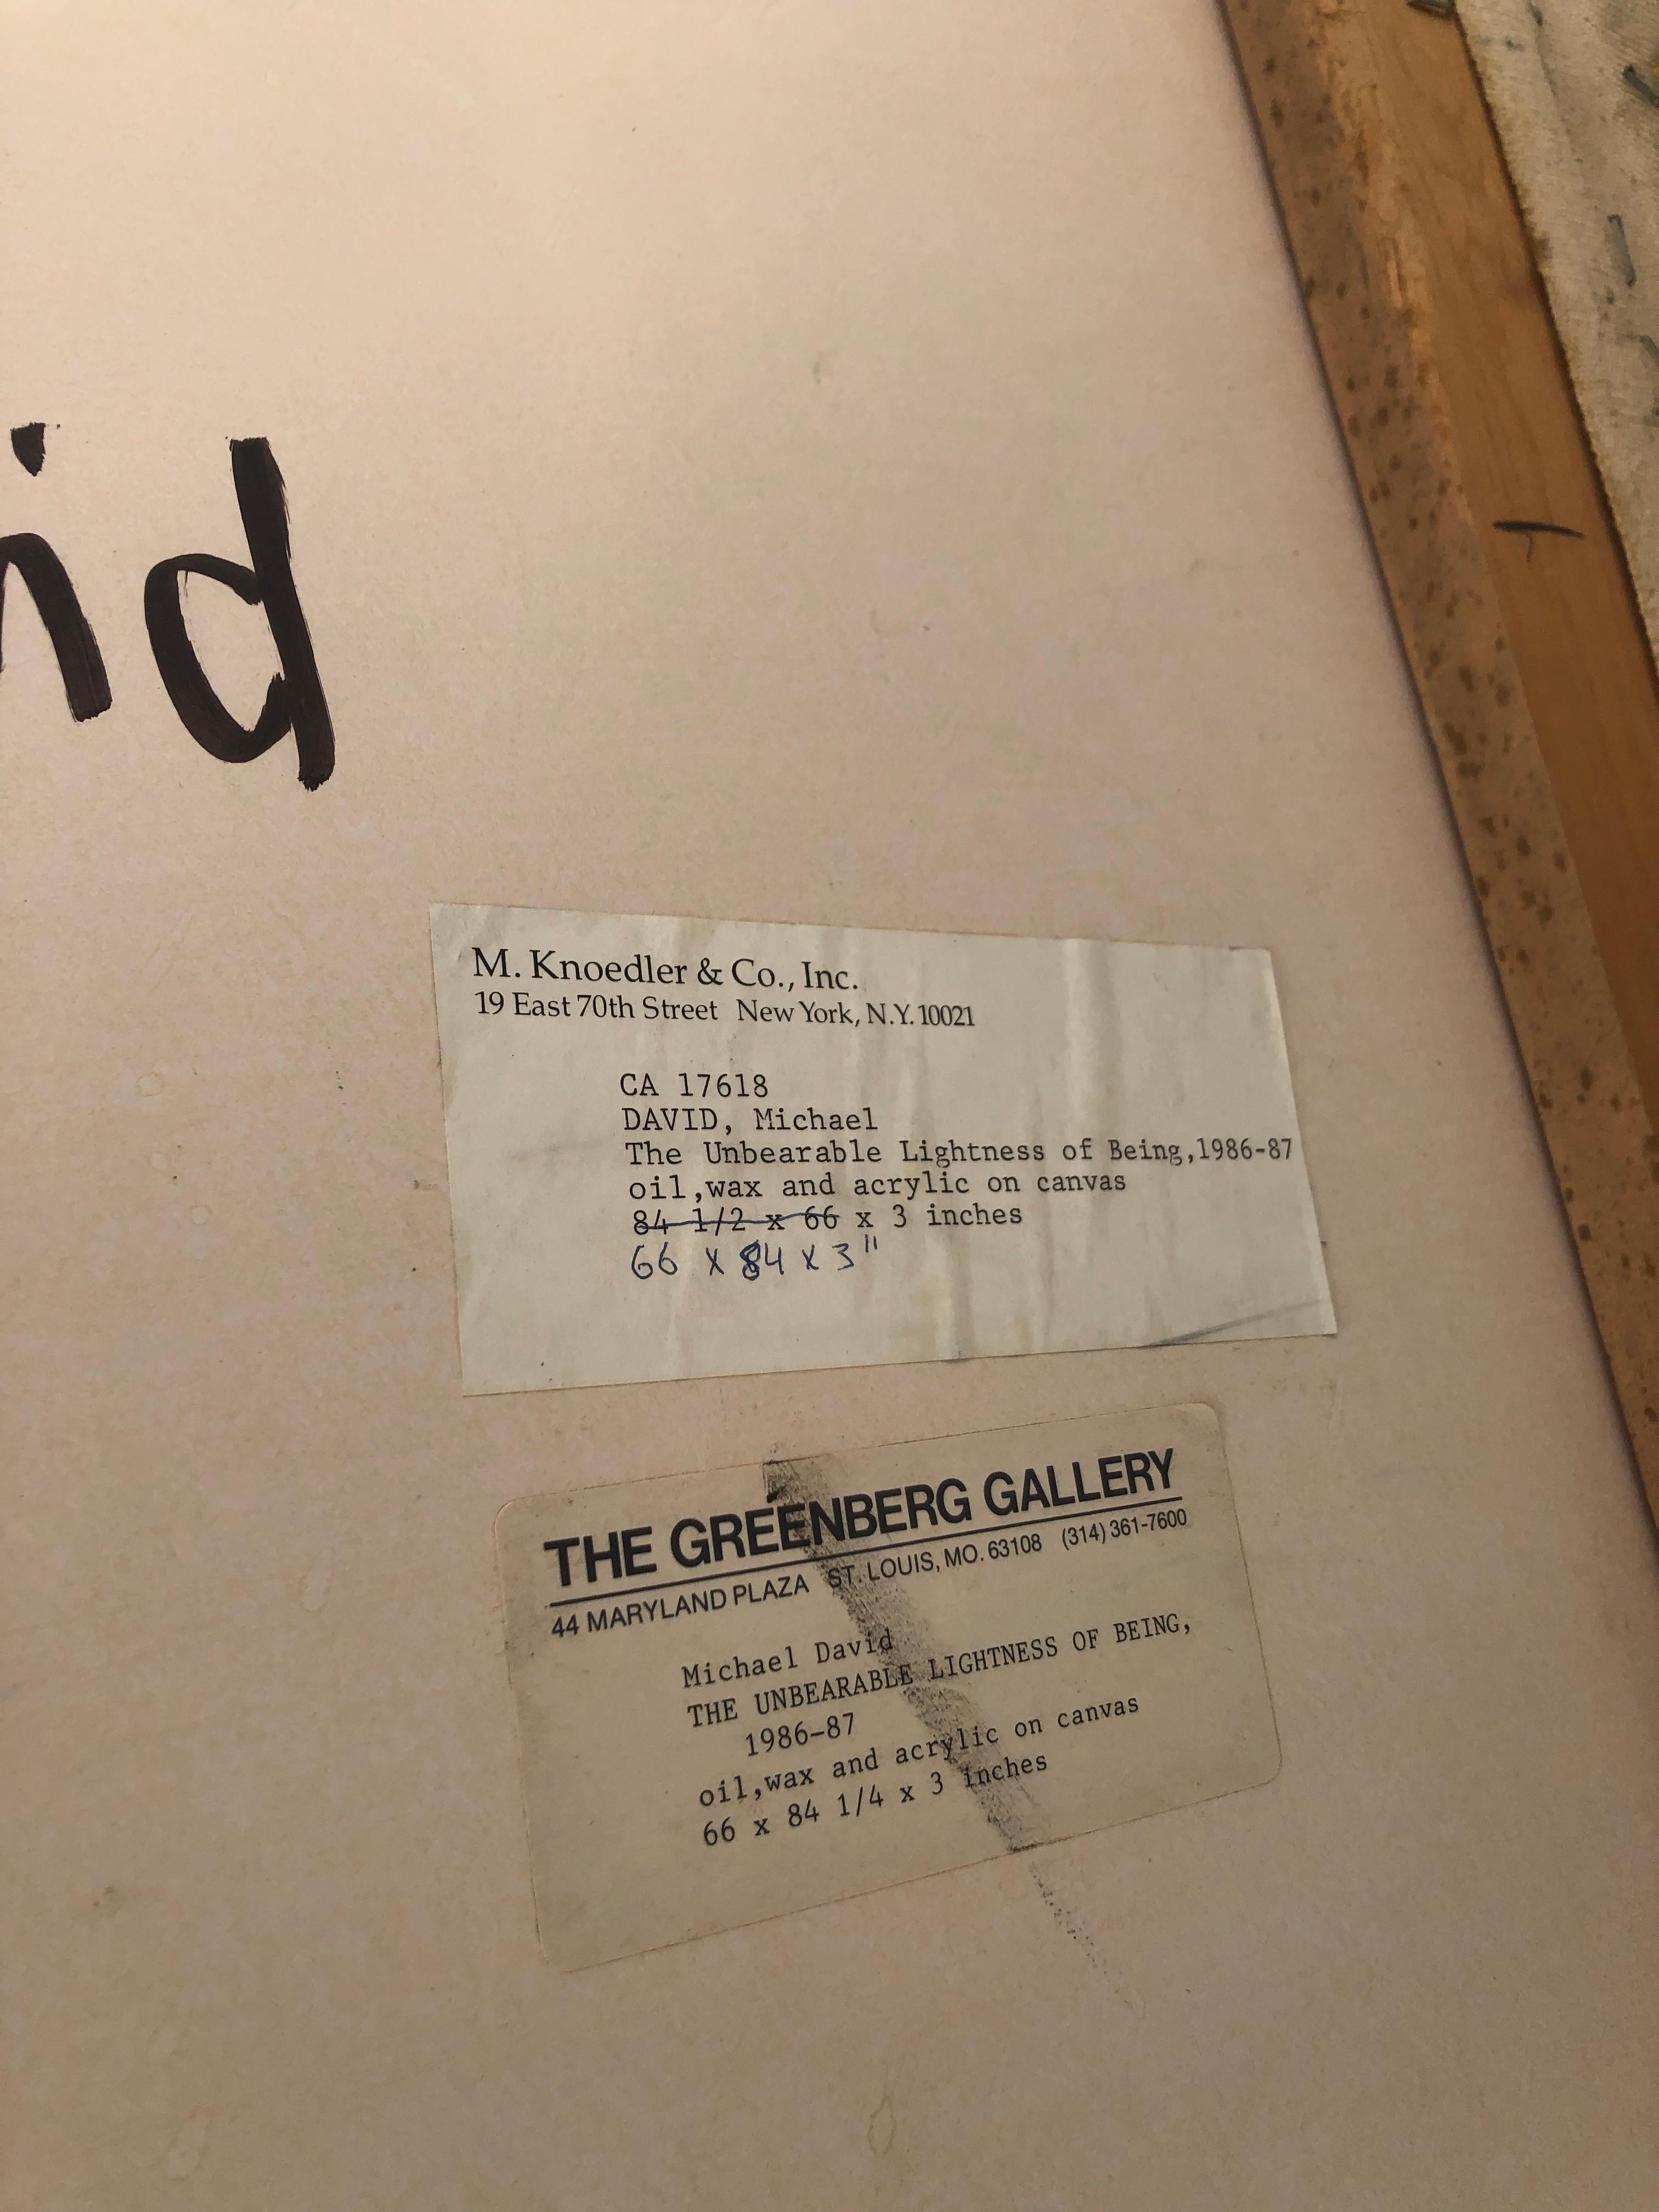 id
M. Knoedler & Co., Inc.
19 East 70th Street New York, N.Y. 10021
CA 17618
DAVID, Michael
The Unbearable Lightness of Being,1986-87
oil,wax and acrylic on canvas
84 1/2 x 66 x 3 inches
66 x 84 x 3"
THE GREENBERG GALLERY
44 MARYLAND PLAZA ST. LOUIS, MO. 63108 (314) 361-7600
Michael David
THE UNBEARABLE LIGHTNESS OF BEING,
1986-87
oil,wax and acrylic on canvas
66 x 84 1/4 x 3 inches